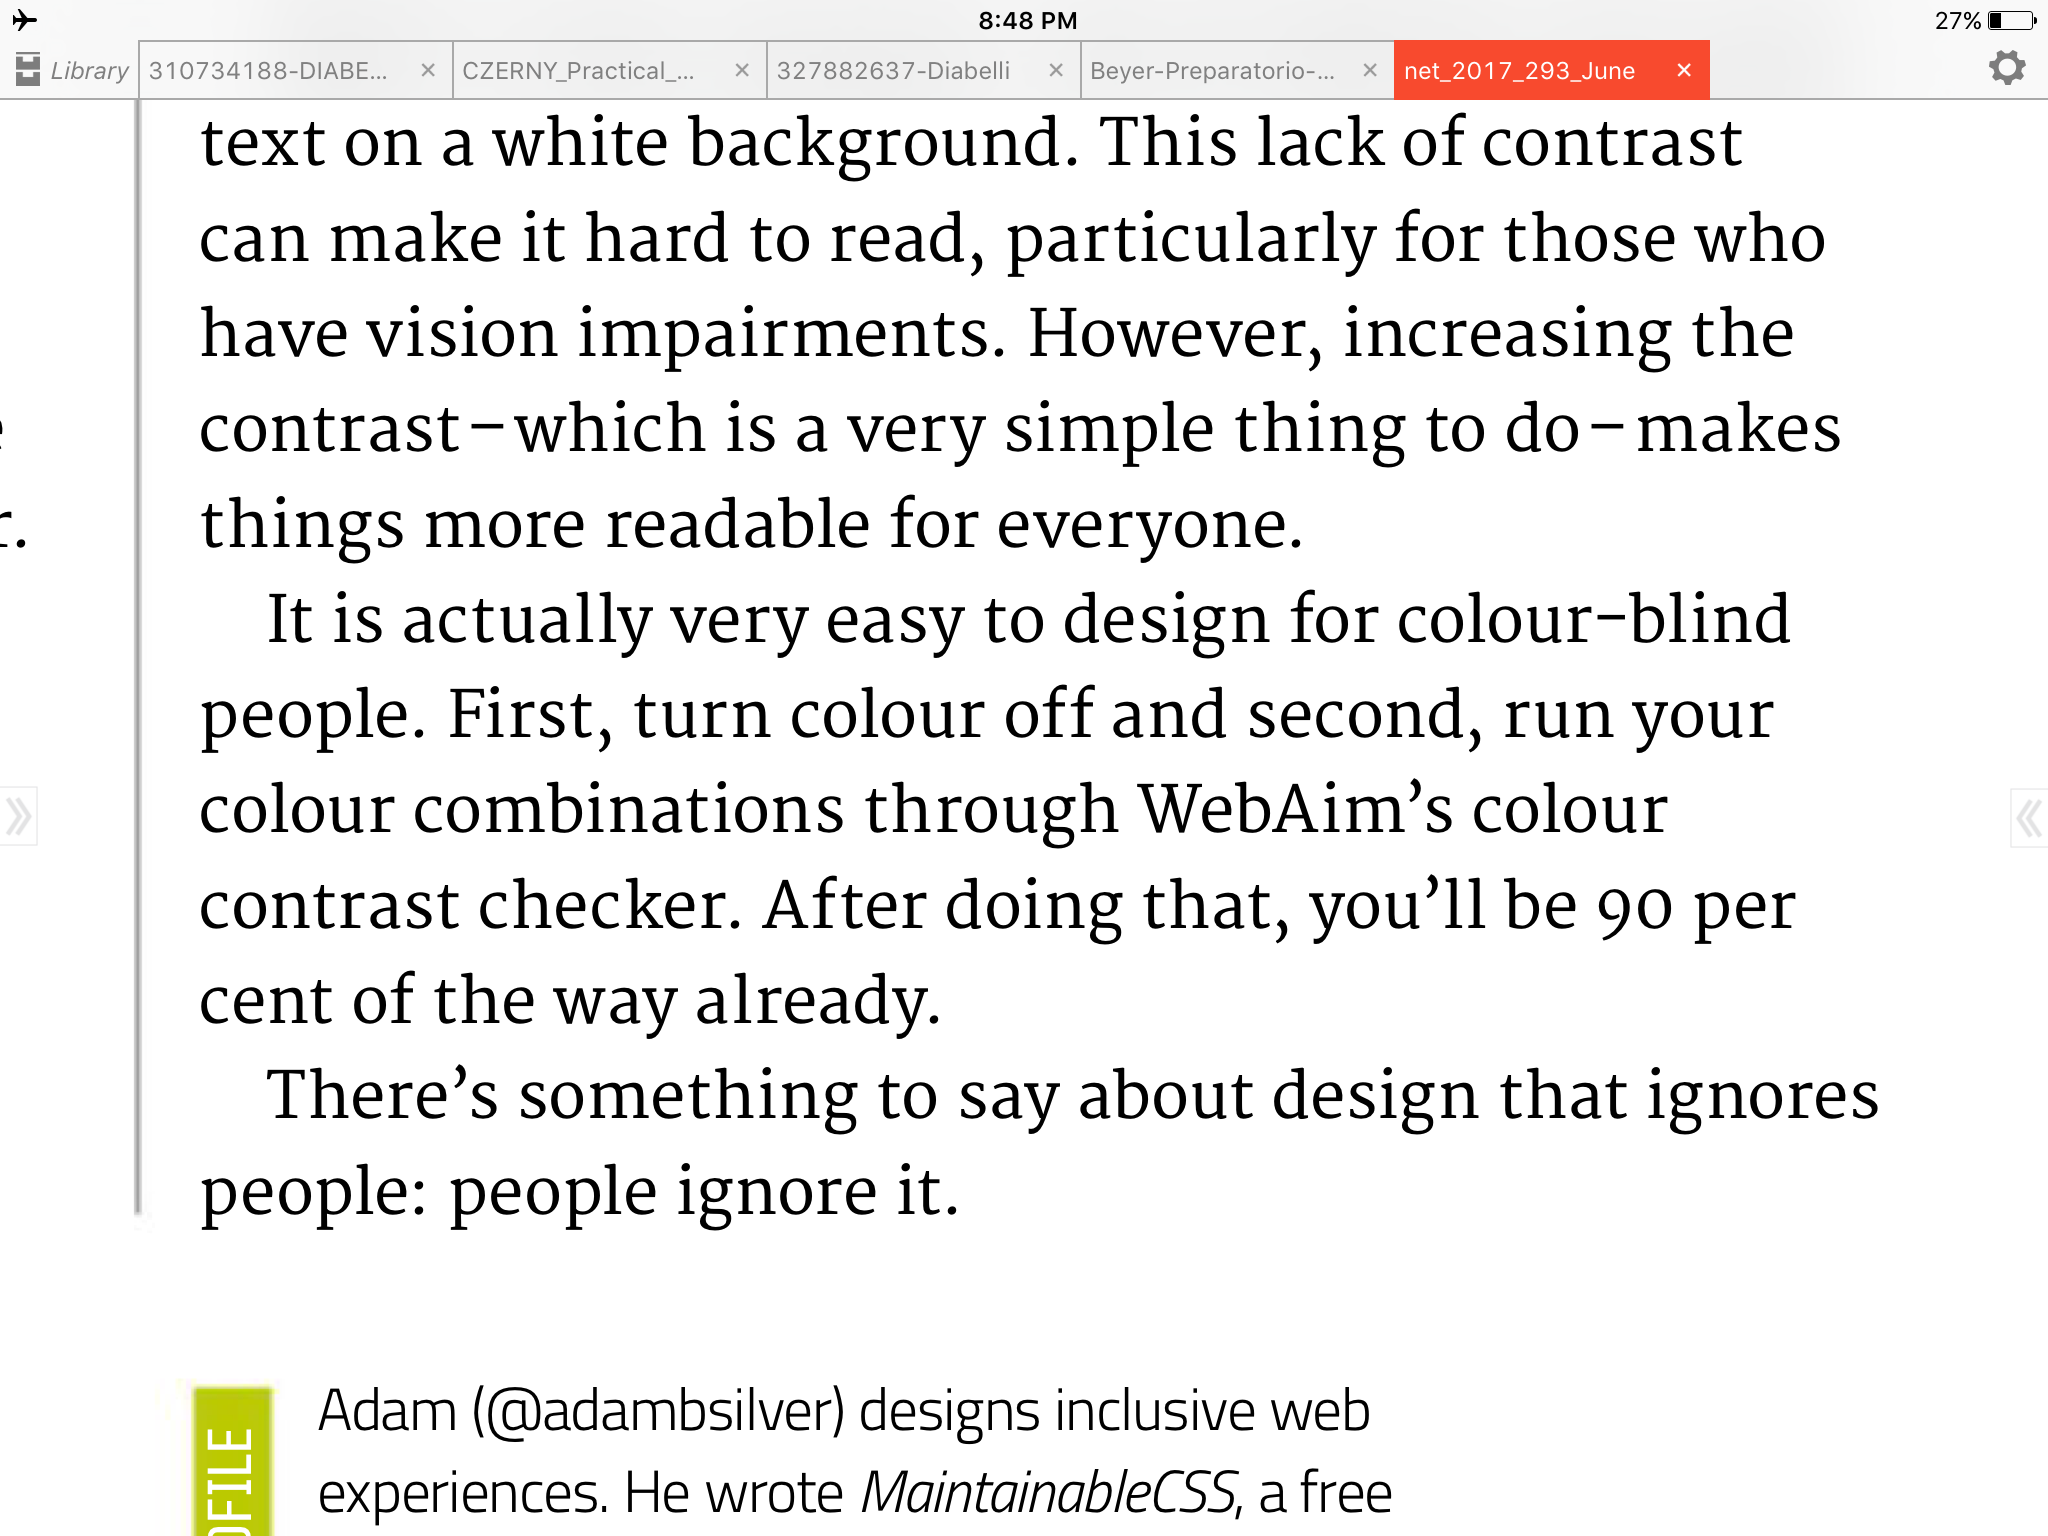 8:48 PM
27%
Library
310734188-DIABE...
CZERNY_Practical_...
327882637-Diabelli
Beyer-Preparatorio-...
net_2017_293_June
text on a white background. This lack of contrast
can make it hard to read, particularly for those who
have vision impairments. However, increasing the
contrast – which is a very simple thing to do – makes
things more readable for everyone.
It is actually very easy to design for colour-blind
people. First, turn colour off and second, run your
colour combinations through WebAim’s colour
contrast checker. After doing that, you’ll be 90 per
cent of the way already.
There’s something to say about design that ignores
people: people ignore it.
Adam (@adambsilver) designs inclusive web
experiences. He wrote MaintainableCSS, a free